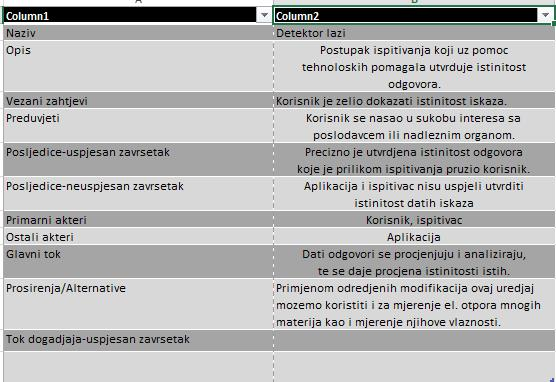 Column1 Column2
Naziv Detektor lazi
Opis Postupak ispitivanja koji uz pomoc
tehnoloskih pomagala utvrduje istinitost
odgovora.
Vezani zahtjevi Korisnik je zelio dokazati istinitost iskaza.
Preduvjeti Korisnik se nasao u sukobu interesa sa
poslodavcem ili nadleznim organom.
Posljedice-uspjesan zavrsetak Precizno je utvrdjena istinitost odgovora
koje je prilikom ispitivanja pruzio korisnik.
Posljedice-neuspjesan zavrsetak Aplikacija i ispitivac nisu uspjeli utvrditi
istinitost datih iskaza
Primarni akteri Korisnik, ispitivac
Ostali akteri Aplikacija
Glavni tok Dati odgovori se procjenjuju i analiziraju,
te se daje procjena istinitosti istih.
Prosirenja/Alternative Primjenom odredjenih modifikacija ovaj uredjaj
mozemo koristiti i za mjerenje el. otpora mnogih
materija kao i mjerenje njihove vlaznosti.
Tok dogadjaja-uspjesan zavrsetak